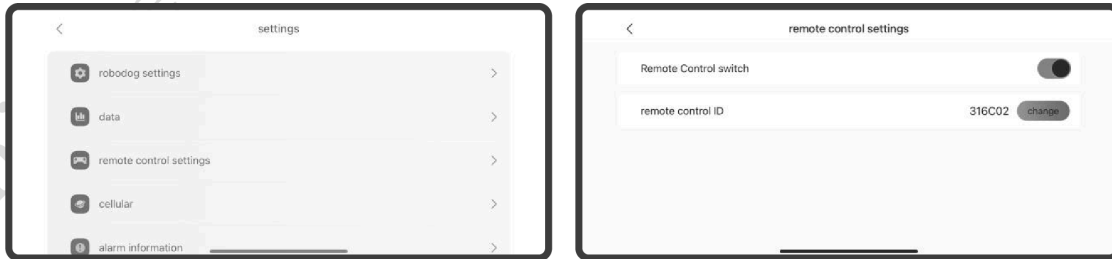 settings
robodog settings
data
remote control settings
cellular
alarm information
remote control settings
Remote Control switch
remote control ID 316C02 change